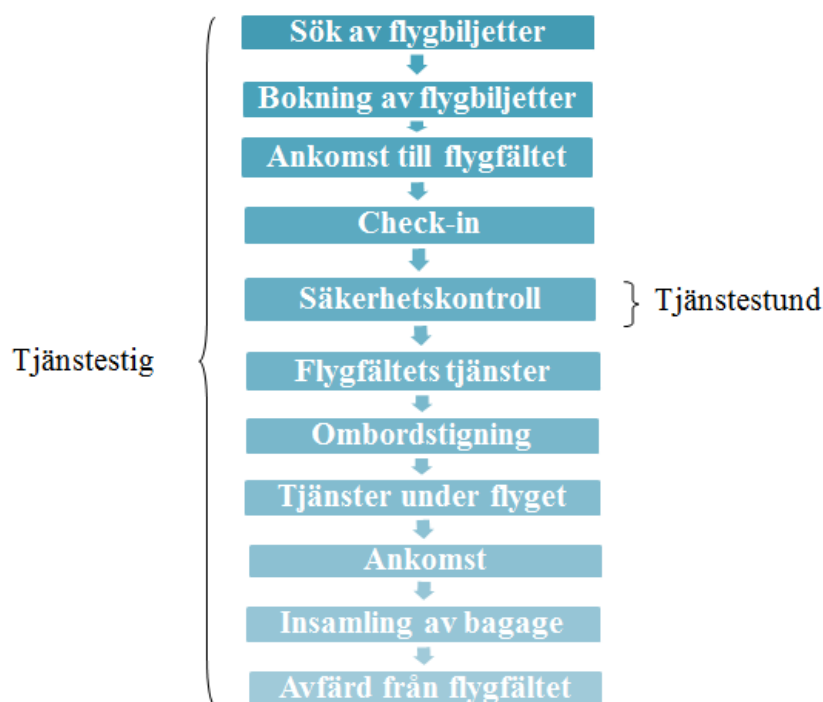 Sök av flygbiljetter
Bokning av flygbiljetter
Ankomst till flygfältet
Check-in
Säkerhetskontroll
Tjänstestund
Tjänstestig
Flygfältets tjänster
Ombordstigning
Tjänster under flyget
Ankomst
Insamling av bagage
Avfärd från flygfältet